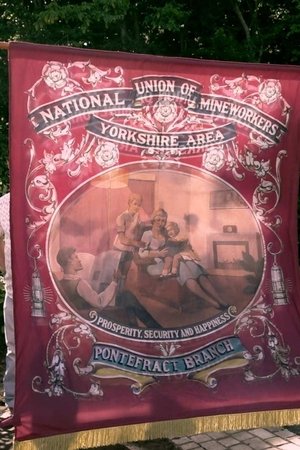 UNION OF
NATIONAL MINEWORKERS
YORKSHIRE AREA
PROSPERITY, SECURITY AND HAPPINESS
PONTEFRACT BRANCH